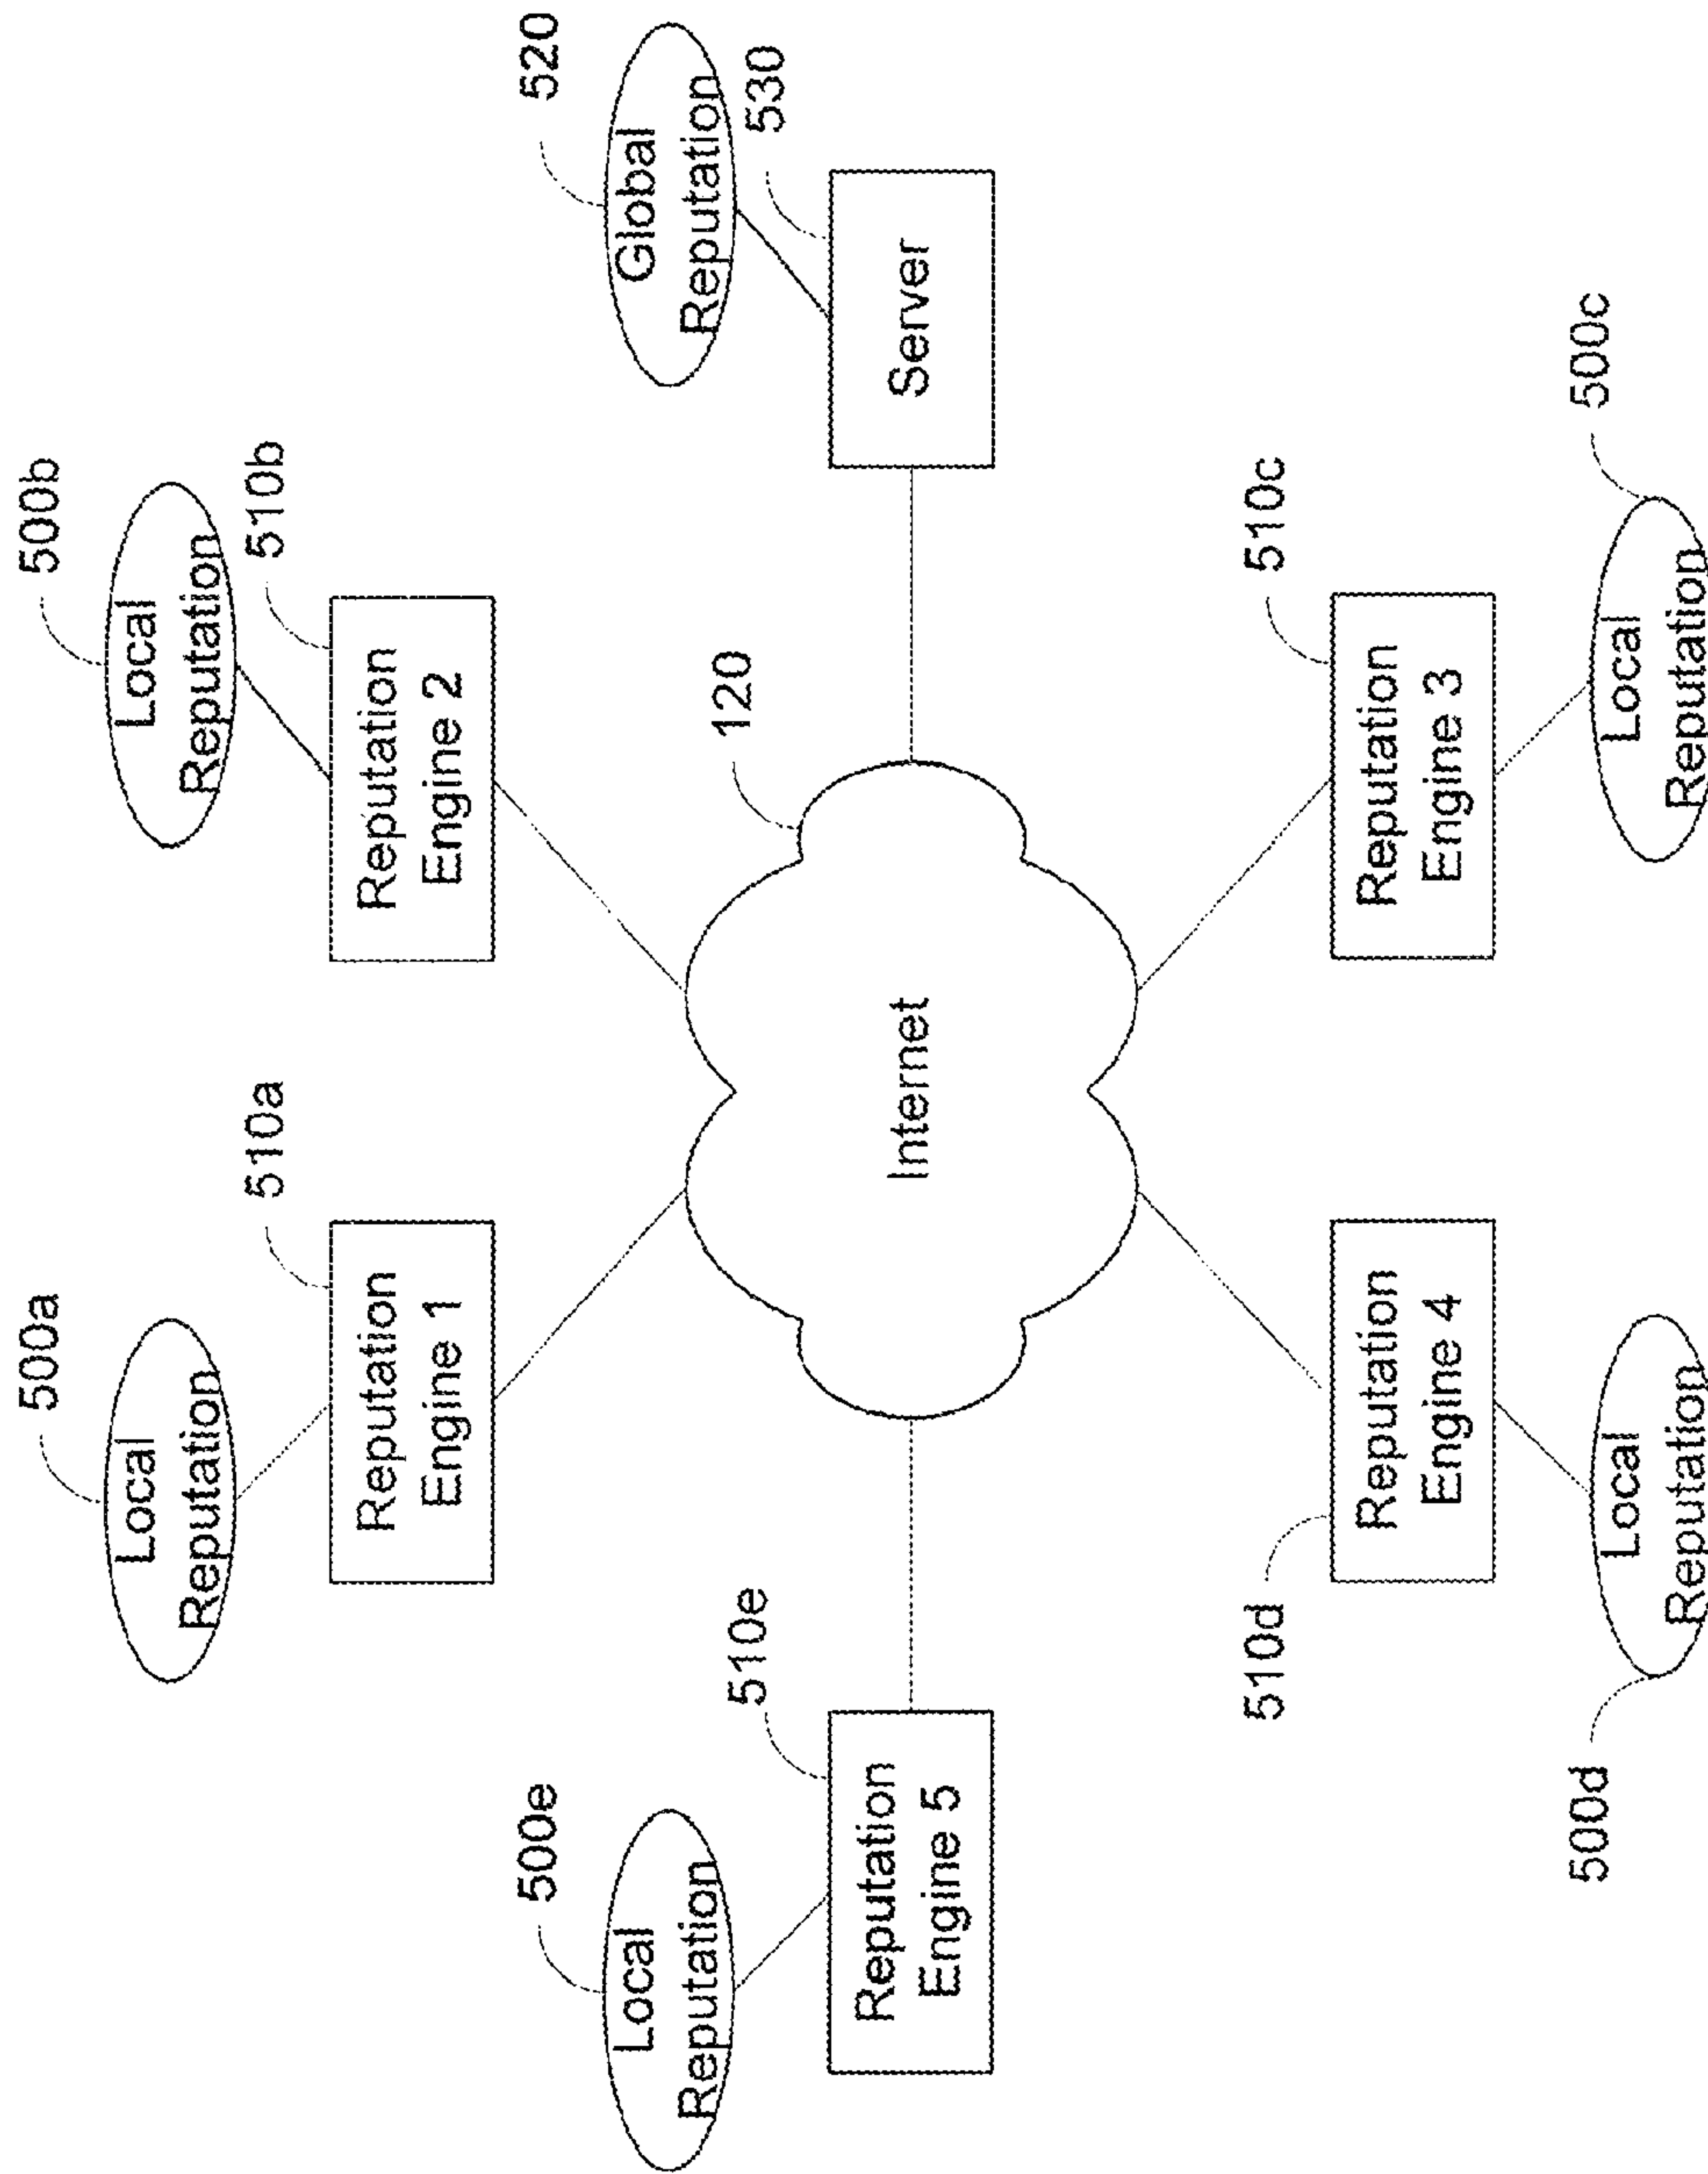 500a
Local
Reputation
510a
Reputation
Engine 1
500b
Local
Reputation
510b
Reputation
Engine 2
500e
Local
Reputation
510e
Reputation
Engine 5
120
Internet
520
Global
Reputation
530
Server
510d
Reputation
Engine 4
500d
Local
Reputation
510c
Reputation
Engine 3
500c
Local
Reputation